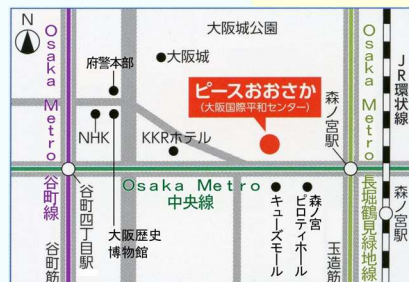 N
大阪城公園
Osaka Metro 谷町線
府警本部
大阪城
ピースおおさか
(大阪国際平和センター)
森ノ宮駅
Osaka Metro 長堀鶴見緑地線
JR環状線
NHK
KKRホテル
Osaka Metro
中央線
谷町四丁目駅
谷町筋
大阪歴史
博物館
キューズモール
森ノ宮
ピロティホール
玉造筋
森ノ宮駅